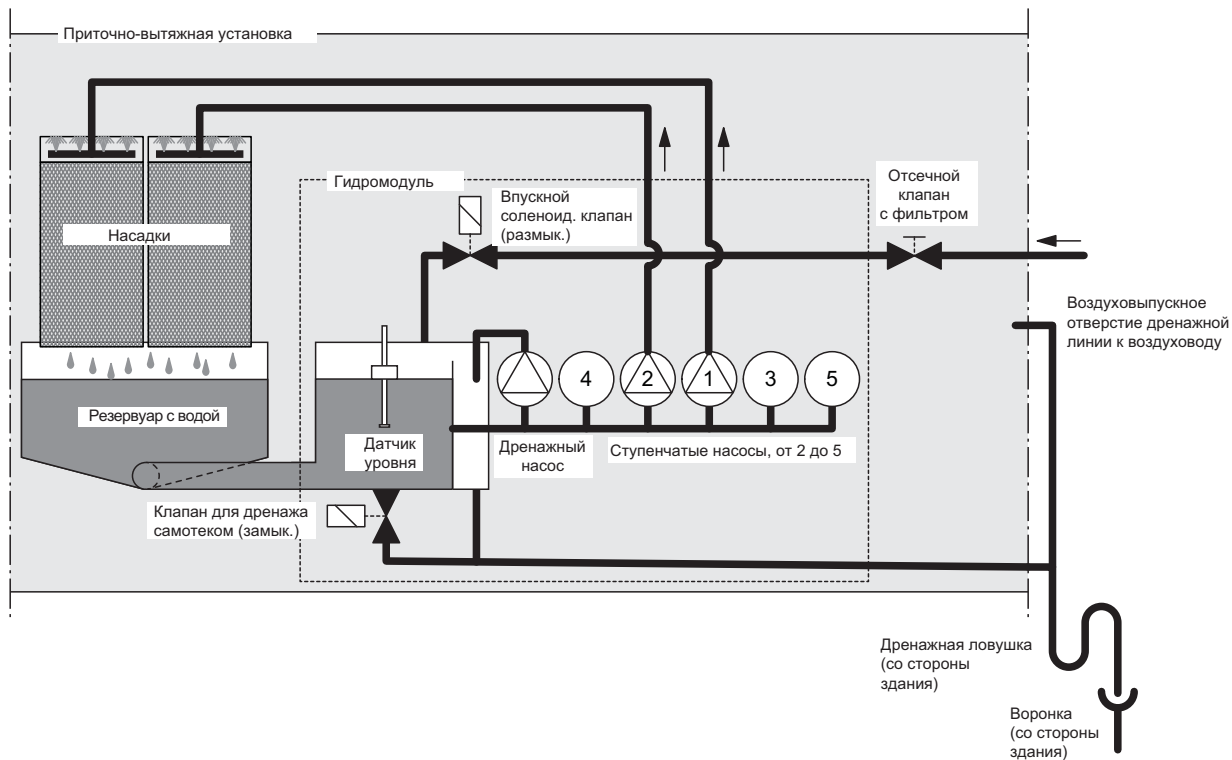 Приточно-вытяжная установка
Гидромодуль
Впускной
соленоид. клапан
(размык.)
Отсечной
клапан
с фильтром
Насадки
Воздуховыпускное
отверстие дренажной
линии к воздуховоду
4
2
1
3
5
Резервуар с водой
Датчик
уровня
Дренажный
насос
Ступенчатые насосы, от 2 до 5
Клапан для дренажа
самотеком (замык.)
Дренажная ловушка
(со стороны
здания)
Воронка
(со стороны
здания)